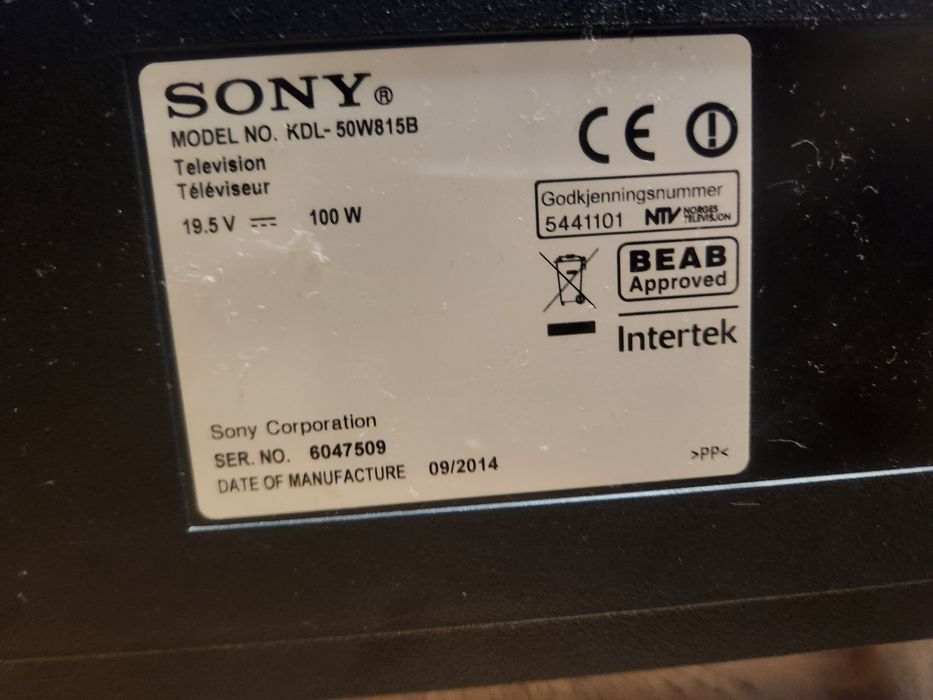 SONY®
MODEL NO. KDL-50W815B
Television
Téléviseur
19.5 V ⎓ 100 W
CE
Godkjenningsnummer
5441101 NTV NORGES TELEVISJON
BEAB
Approved
Intertek
Sony Corporation
SER. NO. 6047509
DATE OF MANUFACTURE 09/2014
>PP<